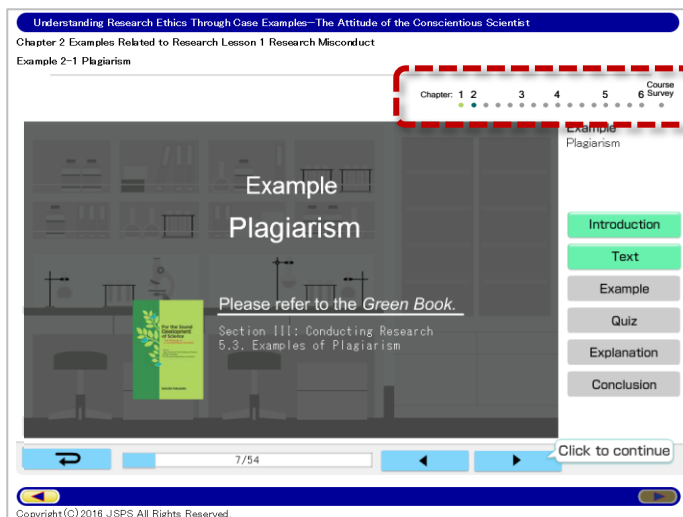 Understanding Research Ethics Through Case Examples—The Attitude of the Conscientious Scientist
Chapter 2 Examples Related to Research Lesson 1 Research Misconduct
Example 2-1 Plagiarism
Chapter: 1 2 3 4 5 6 Course Survey
Example
Plagiarism
Example
Plagiarism
Please refer to the Green Book.
Section III: Conducting Research
5.3. Examples of Plagiarism
For the Sound
Development
of Science
Introduction
Text
Example
Quiz
Explanation
Conclusion
7/54
Click to continue
Copyright(C)2016 JSPS All Rights Reserved.